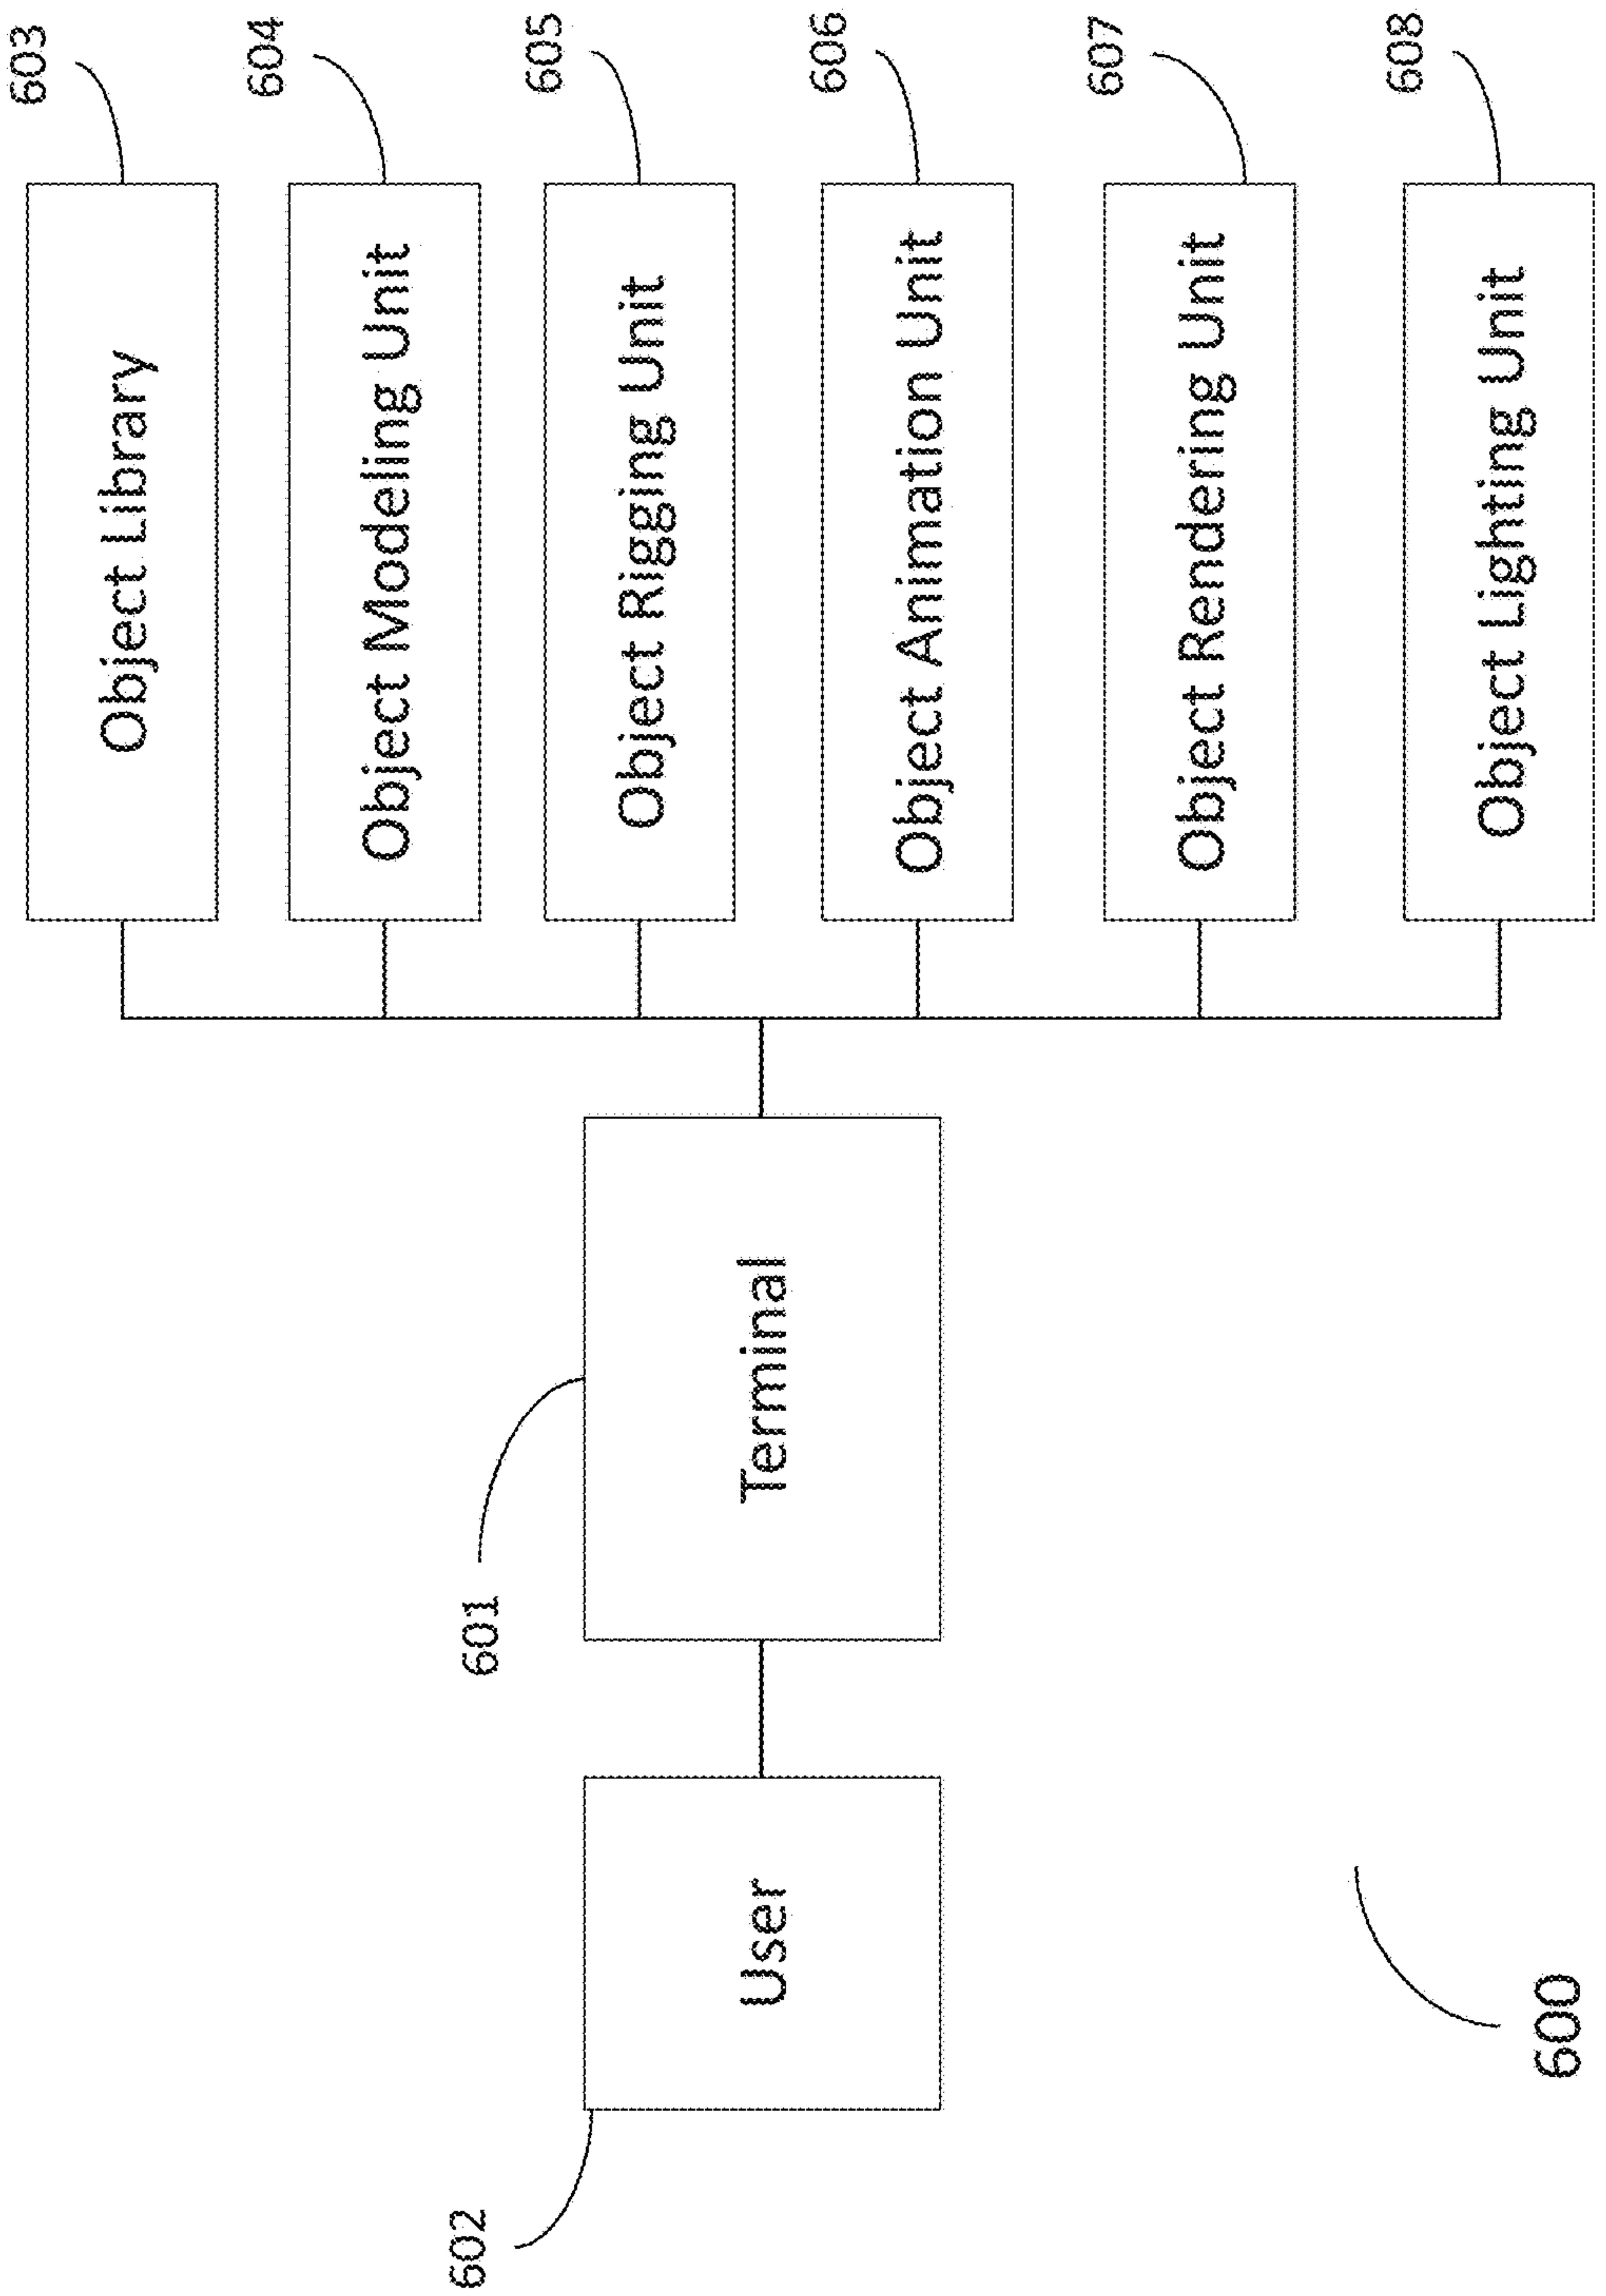 603
Object Library
604
Object Modeling Unit
605
Object Rigging Unit
606
Object Animation Unit
607
Object Rendering Unit
608
Object Lighting Unit
601
Terminal
602
User
600